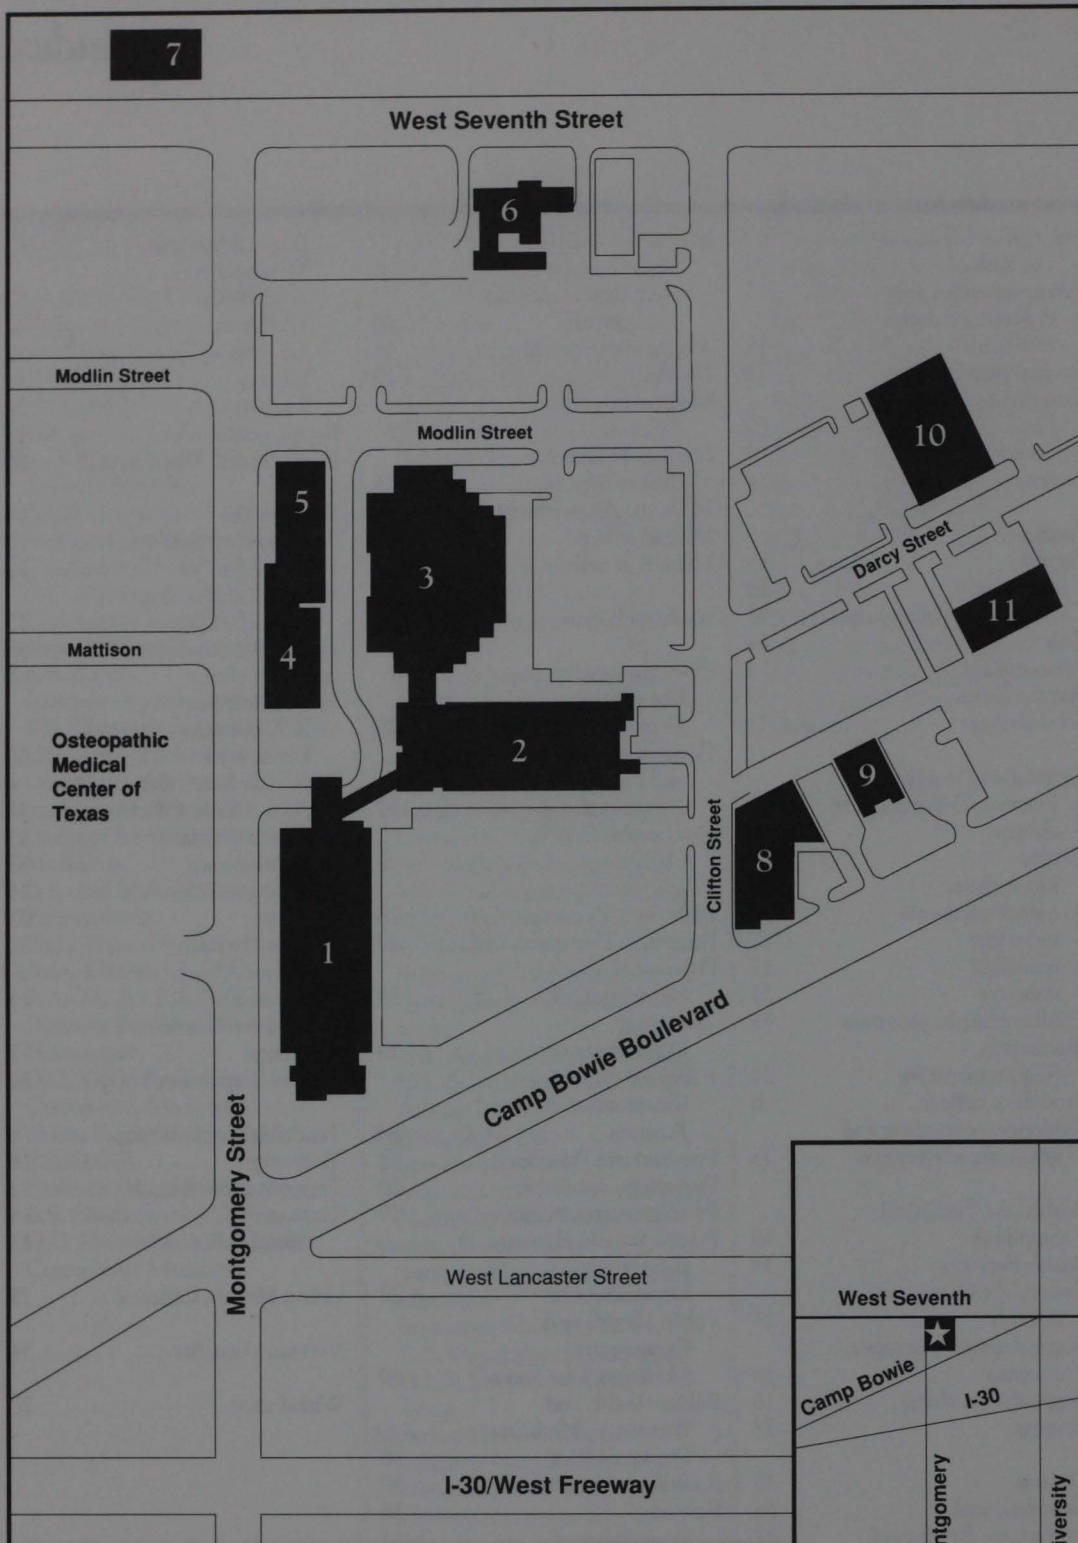 7
West Seventh Street
6
Modlin Street
Modlin Street
10
5
3
Darcy Street
11
4
Mattison
Osteopathic
Medical
Center of
Texas
2
9
8
Clifton Street
1
Camp Bowie Boulevard
Montgomery Street
West Lancaster Street
West Seventh
Camp Bowie
I-30
I-30/West Freeway
ntgomery
iversity